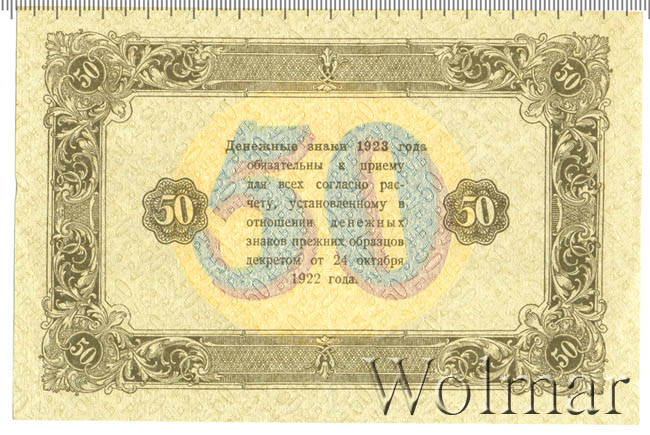 50 50
50
Денежные знаки 1923 года
обязательны к приему
для всех согласно рас-
чету, установленному в
отношении денежных
знаков прежних образцов
декретом от 24 октября
1922 года.
50 50
50 50
Wolmar